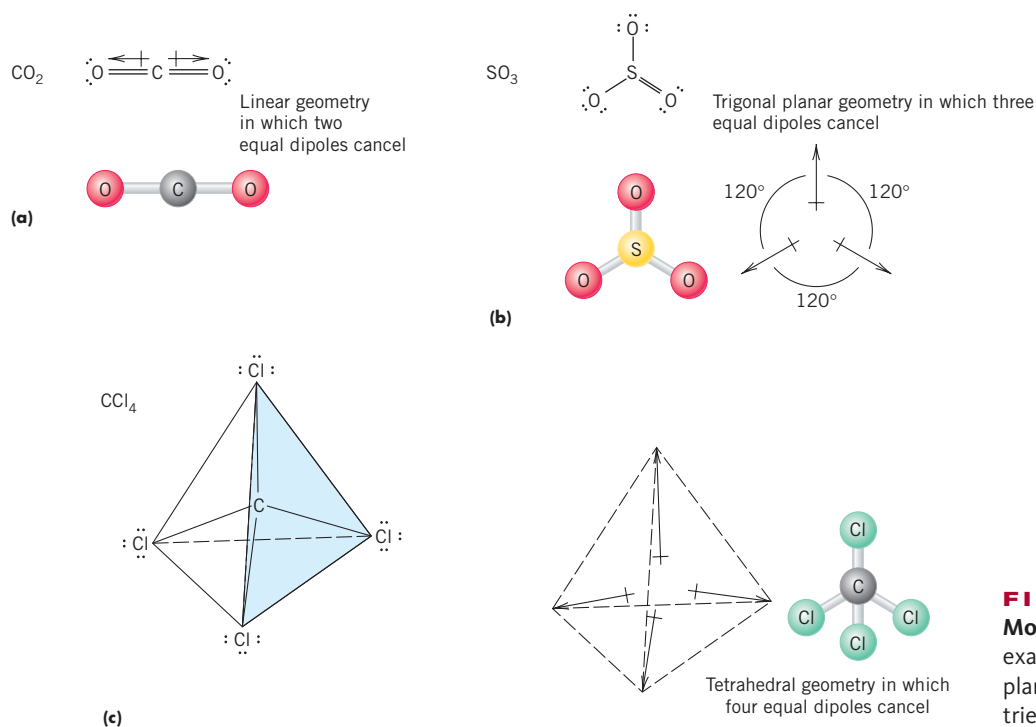 CO₂
:O=C=O:
Linear geometry
in which two
equal dipoles cancel
O C O
(a)
SO₃
:O:
S
O O
Trigonal planar geometry in which three
equal dipoles cancel
O
S
O O
120° 120°
120°
(b)
CCl₄
:Cl:
C
:Cl Cl:
:Cl:
(c)
Cl
C
Cl Cl
Cl
Tetrahedral geometry in which
four equal dipoles cancel
FI
Mo
exa
plan
trie